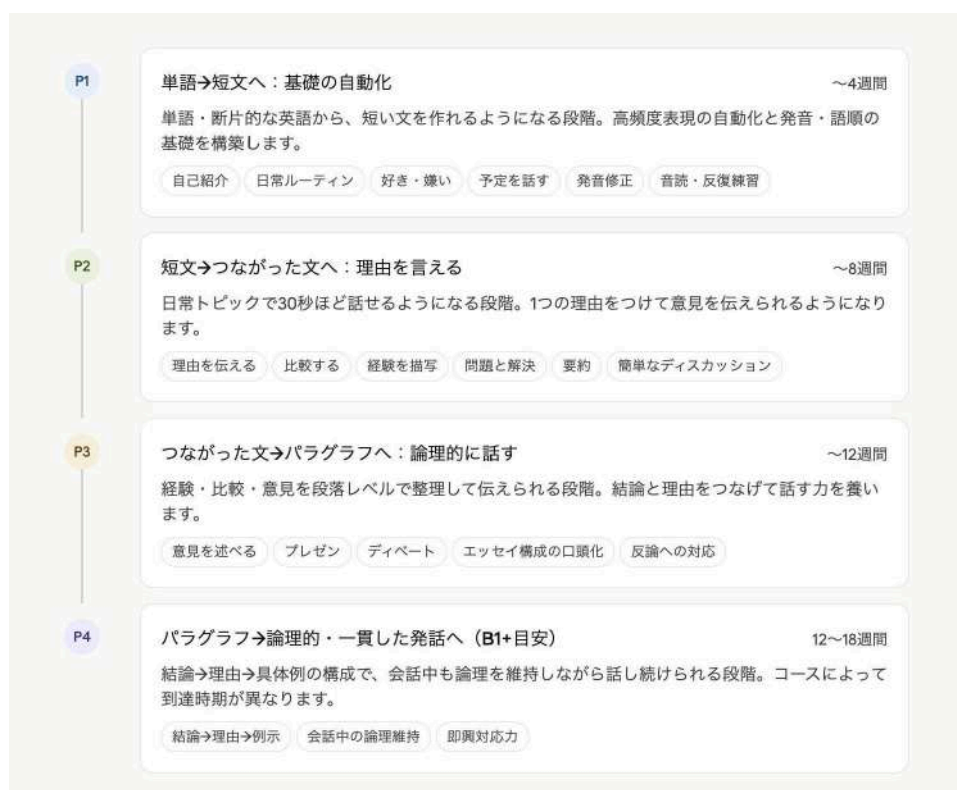 P1
単語→短文へ：基礎の自動化
～4週間
単語・断片的な英語から、短い文を作れるようになる段階。高頻度表現の自動化と発音・語順の
基礎を構築します。
自己紹介 日常ルーティン 好き・嫌い 予定を話す 発音修正 音読・反復練習
P2
短文→つながった文へ：理由を言える
～8週間
日常トピックで30秒ほど話せるようになる段階。1つの理由をつけて意見を伝えられるようになり
ます。
理由を伝える 比較する 経験を描写 問題と解決 要約 簡単なディスカッション
P3
つながった文→パラグラフへ：論理的に話す
～12週間
経験・比較・意見を段落レベルで整理して伝えられる段階。結論と理由をつなげて話す力を養い
ます。
意見を述べる プレゼン ディベート エッセイ構成の口頭化 反論への対応
P4
パラグラフ→論理的・一貫した発話へ（B1+目安）
12～18週間
結論→理由→具体例の構成で、会話中も論理を維持しながら話し続けられる段階。コースによって
到達時期が異なります。
結論→理由→例示 会話中の論理維持 即興対応力